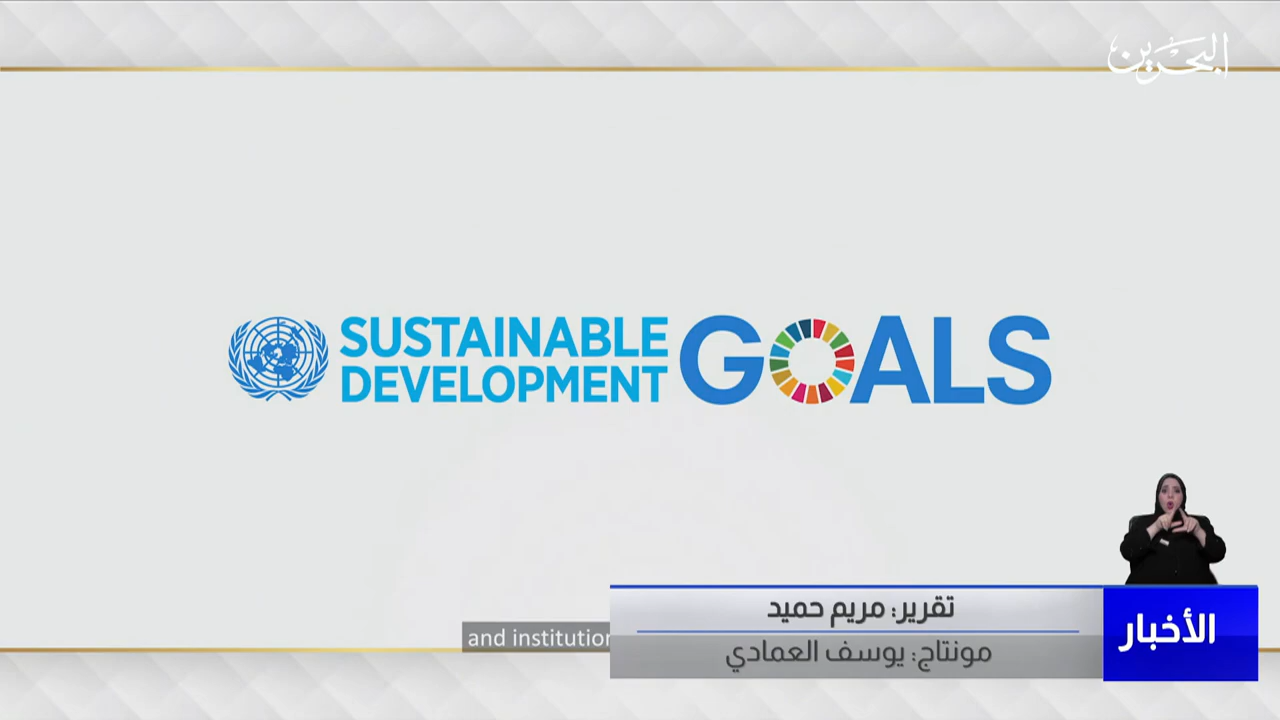 البحرين
SUSTAINABLE
DEVELOPMENT
GOALS
and institution
تقرير: مريم حميد
مونتاج: يوسف العمادي
الأخبار